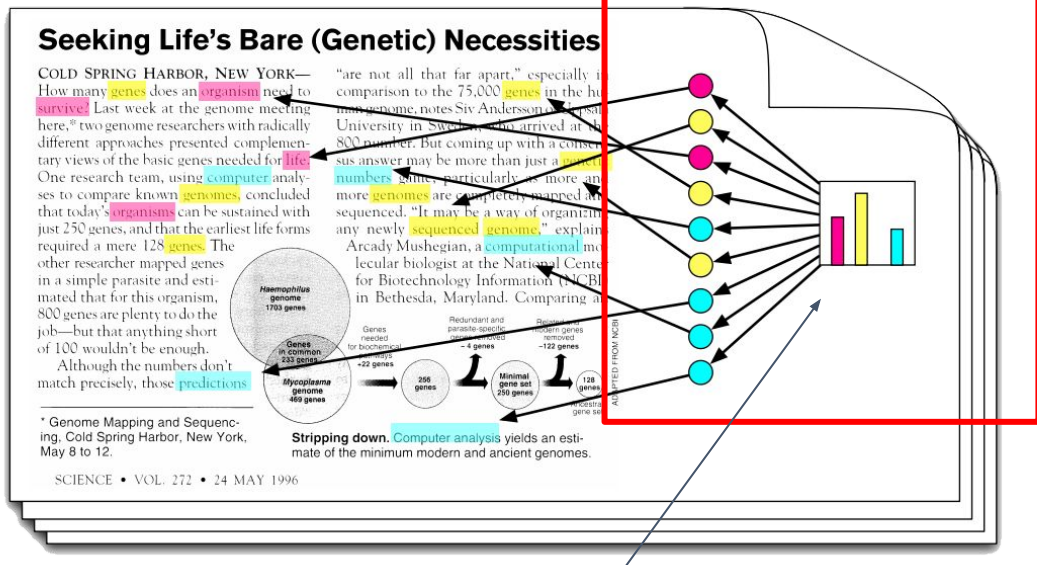 Seeking Life's Bare (Genetic) Necessities
COLD SPRING HARBOR, NEW YORK—
How many genes does an organism need to
survive? Last week at the genome meeting
here,* two genome researchers with radically
different approaches presented complemen-
tary views of the basic genes needed for life.
One research team, using computer analy-
ses to compare known genomes, concluded
that today's organisms can be sustained with
just 250 genes, and that the earliest life forms
required a mere 128 genes. The
other researcher mapped genes
in a simple parasite and esti-
mated that for this organism,
800 genes are plenty to do the
job—but that anything short
of 100 wouldn't be enough.
Although the numbers don't
match precisely, those predictions
* Genome Mapping and Sequenc-
ing, Cold Spring Harbor, New York,
May 8 to 12.
SCIENCE • VOL. 272 • 24 MAY 1996
"are not all that far apart," especially in
comparison to the 75,000 genes in the hu
man genome, notes Siv Andersson
University in Sweden, who arrived at the
800 number. But coming up with a consen
sus answer may be more than just a genetic
numbers game, particularly as more and
more genomes are completely mapped and
sequenced. "It may be a way of organizing
any newly sequenced genome," explains
Arcady Mushegian, a computational mo
lecular biologist at the National Center
for Biotechnology Information (NCBI)
in Bethesda, Maryland. Comparing
Haemophilus
genome
1703 genes
Genes
in common
233 genes
Mycoplasma
genome
469 genes
Genes
needed
for biochemical
pathways
+22 genes
256
genes
Redundant and
parasite-specific
genes removed
– 4 genes
Minimal
gene set
250 genes
Related
modern genes
removed
–122 genes
128
genes
Ancestral
gene set
ADAPTED FROM NCBI
Stripping down. Computer analysis yields an esti-
mate of the minimum modern and ancient genomes.